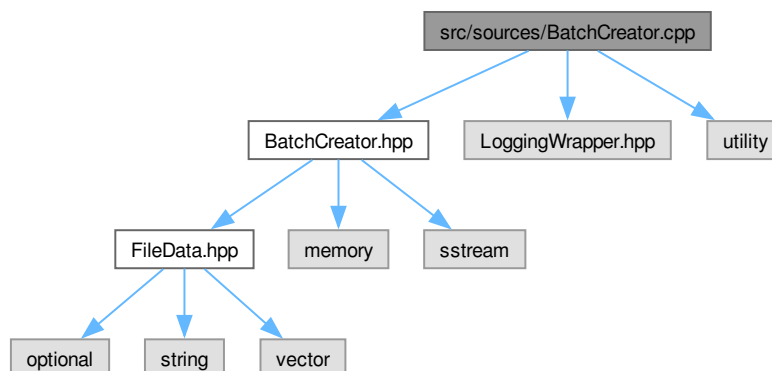 src/sources/BatchCreator.cpp
BatchCreator.hpp
LoggingWrapper.hpp
utility
FileData.hpp
memory
sstream
optional
string
vector